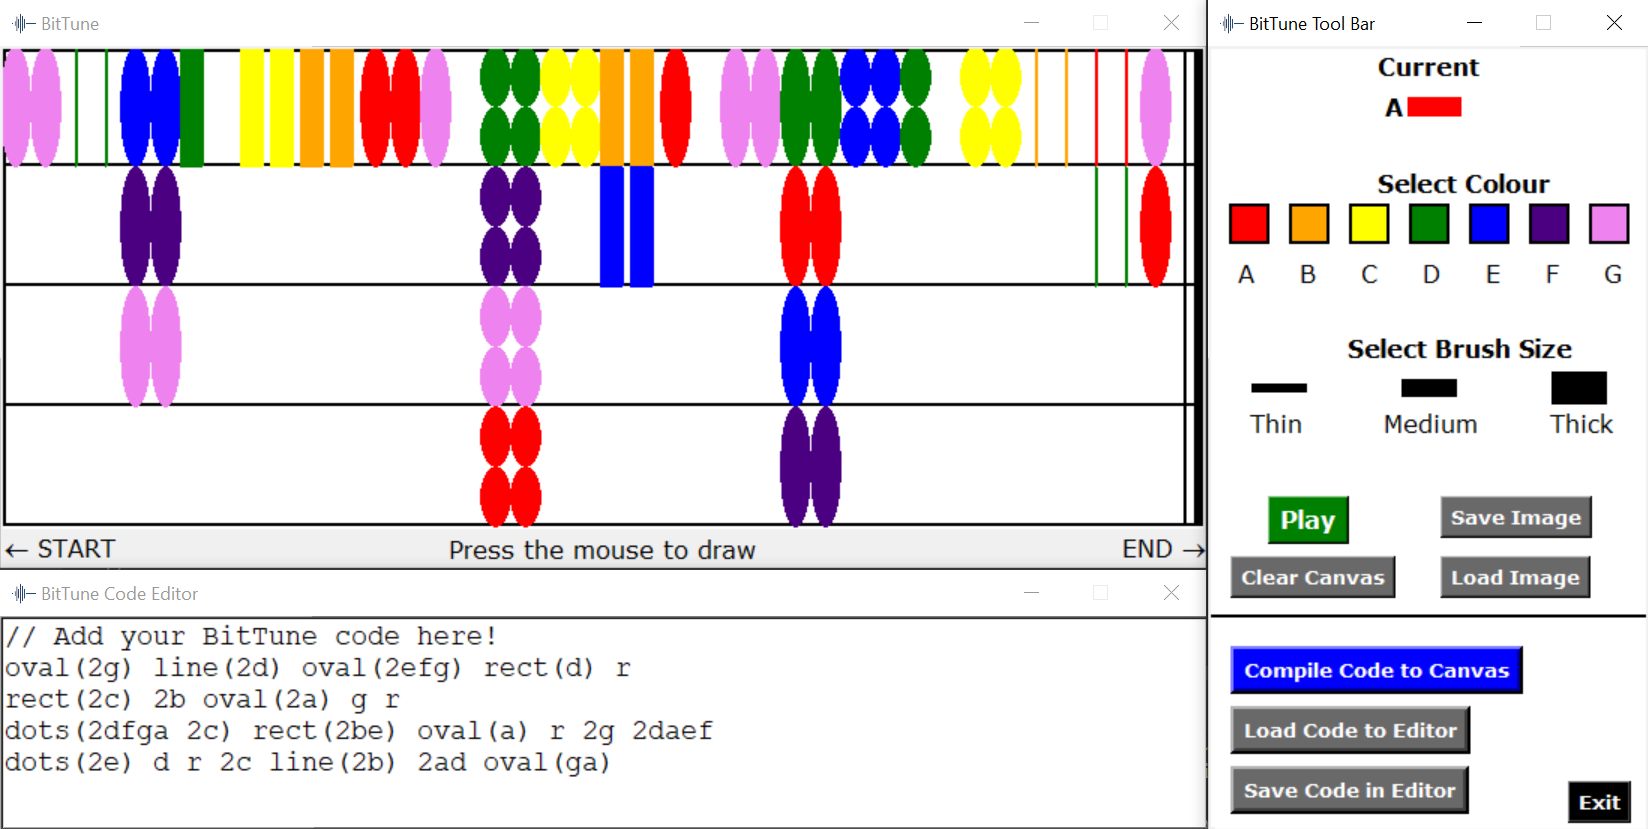 BitTune
← START
Press the mouse to draw
END →
BitTune Code Editor
// Add your BitTune code here!
oval(2g) line(2d) oval(2efg) rect(d) r
rect(2c) 2b oval(2a) g r
dots(2dfga 2c) rect(2be) oval(a) r 2g 2daef
dots(2e) d r 2c line(2b) 2ad oval(ga)
BitTune Tool Bar
Current
A
Select Colour
A B C D E F G
Select Brush Size
Thin Medium Thick
Play Save Image
Clear Canvas Load Image
Compile Code to Canvas
Load Code to Editor
Save Code in Editor
Exit